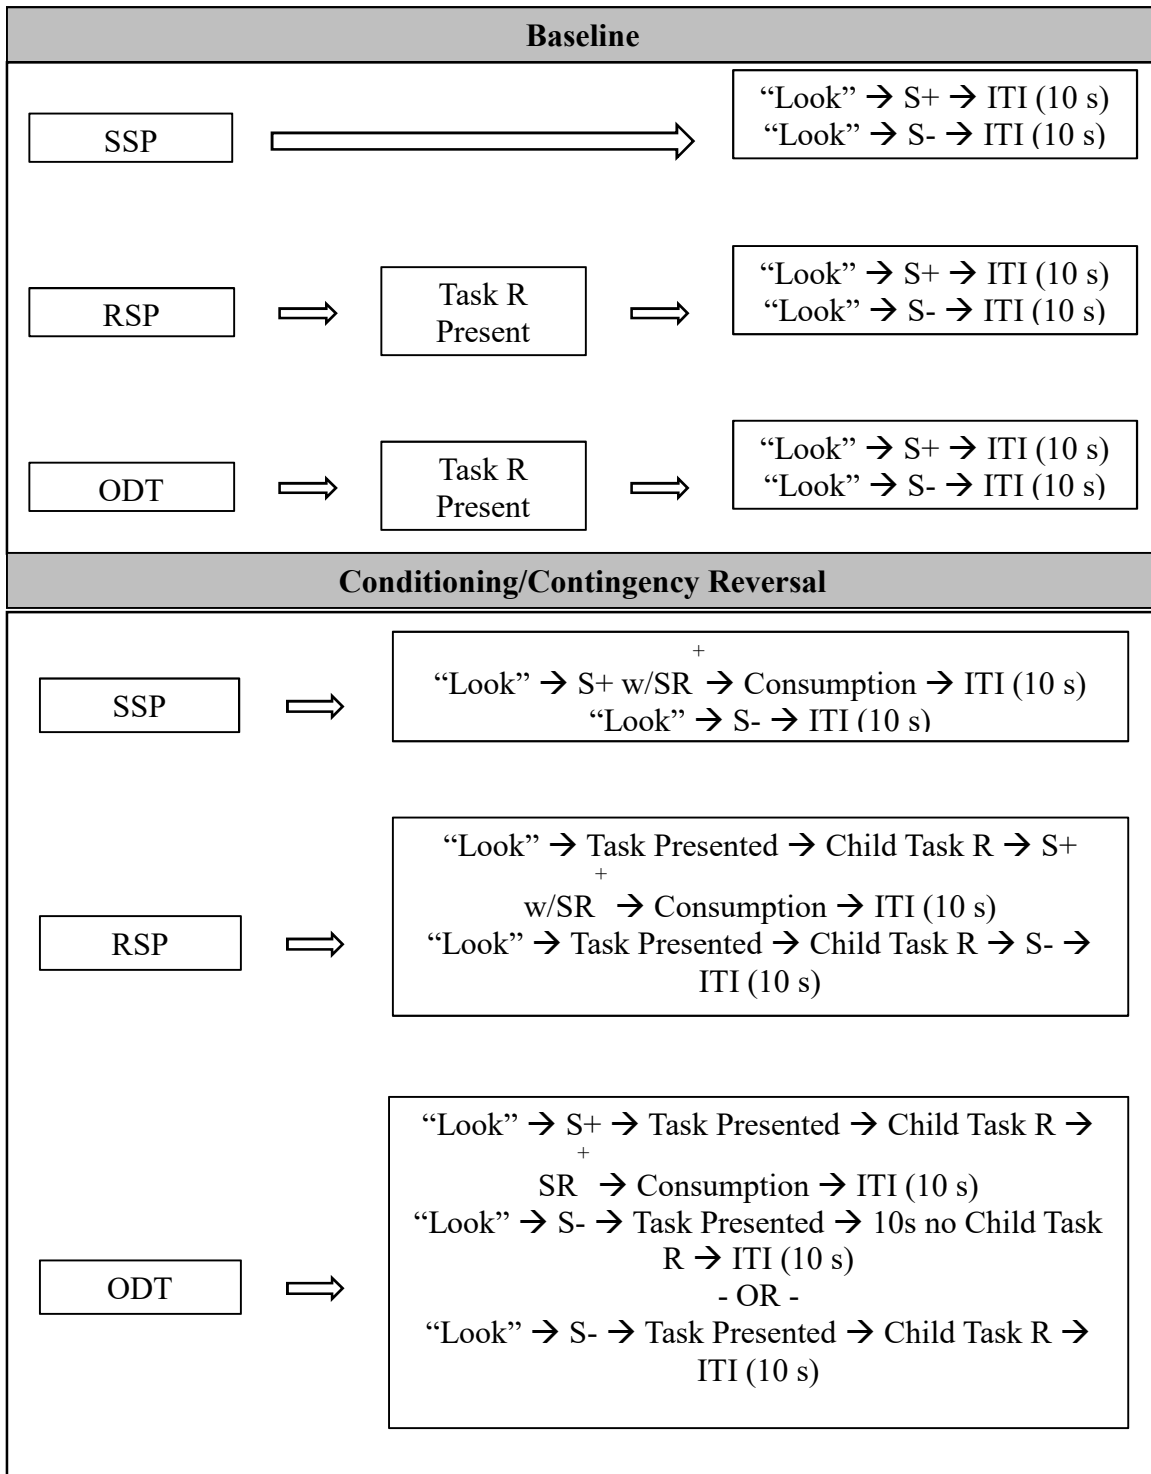 Baseline
SSP
“Look” → S+ → ITI (10 s)
“Look” → S- → ITI (10 s)
RSP
Task R
Present
“Look” → S+ → ITI (10 s)
“Look” → S- → ITI (10 s)
ODT
Task R
Present
“Look” → S+ → ITI (10 s)
“Look” → S- → ITI (10 s)
Conditioning/Contingency Reversal
SSP
“Look” → S+ w/SR⁺ → Consumption → ITI (10 s)
“Look” → S- → ITI (10 s)
RSP
“Look” → Task Presented → Child Task R → S+
w/SR⁺ → Consumption → ITI (10 s)
“Look” → Task Presented → Child Task R → S- →
ITI (10 s)
ODT
“Look” → S+ → Task Presented → Child Task R →
SR⁺ → Consumption → ITI (10 s)
“Look” → S- → Task Presented → 10s no Child Task
R → ITI (10 s)
- OR -
“Look” → S- → Task Presented → Child Task R →
ITI (10 s)